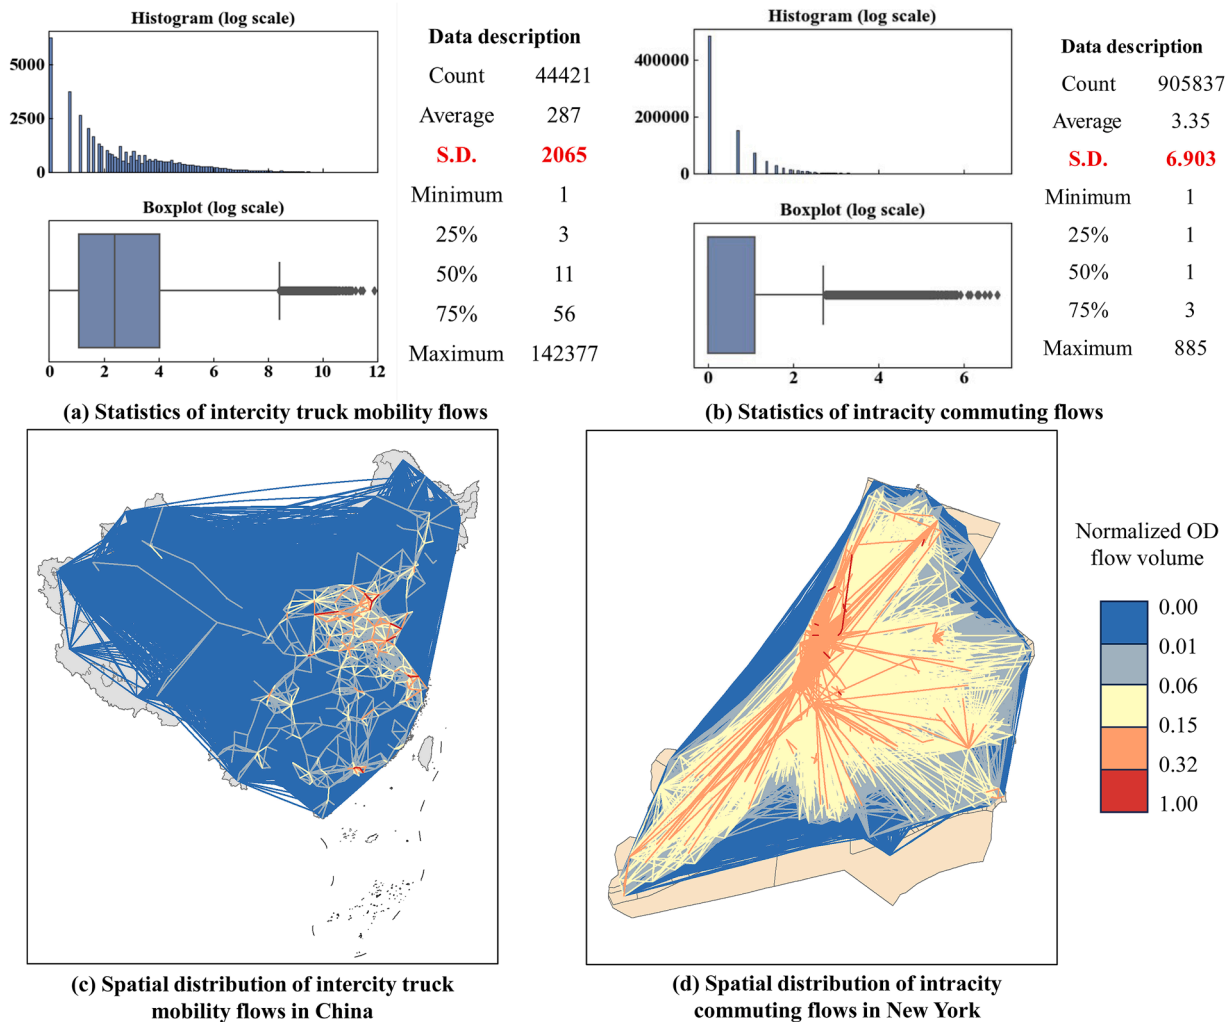 Histogram (log scale)
5000
2500
0
Boxplot (log scale)
0 2 4 6 8 10 12
Data description
Count 44421
Average 287
S.D. 2065
Minimum 1
25% 3
50% 11
75% 56
Maximum 142377
(a) Statistics of intercity truck mobility flows
Histogram (log scale)
400000
200000
0
Boxplot (log scale)
0 2 4 6
Data description
Count 905837
Average 3.35
S.D. 6.903
Minimum 1
25% 1
50% 1
75% 3
Maximum 885
(b) Statistics of intracity commuting flows
(c) Spatial distribution of intercity truck
mobility flows in China
(d) Spatial distribution of intracity
commuting flows in New York
Normalized OD
flow volume
0.00
0.01
0.06
0.15
0.32
1.00